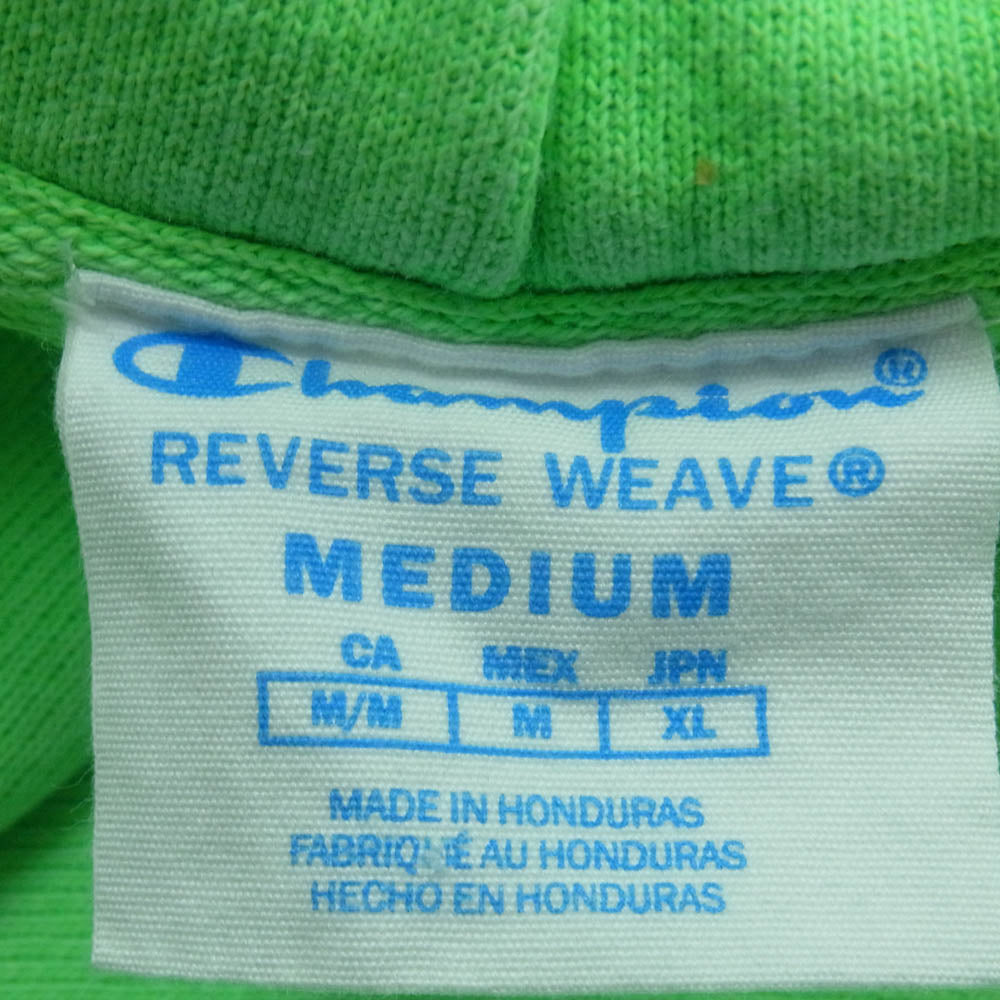 Champion®
REVERSE WEAVE®
MEDIUM
CA MEX JPN
M/M M XL
MADE IN HONDURAS
FABRIQUÉ AU HONDURAS
HECHO EN HONDURAS